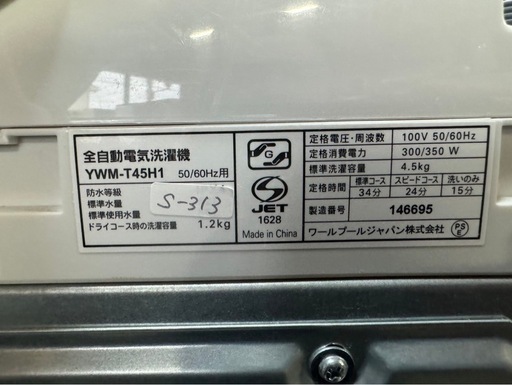 全自動電気洗濯機
YWM-T45H1 50/60Hz用
防水等級
標準水量
標準使用水量
ドライコース時の洗濯容量 1.2kg
S-313
G
JET
1628
Made in China
定格電圧・周波数 100V 50/60Hz
定格消費電力 300/350 W
標準洗濯容量 4.5kg
定格時間 標準コース 34分 スピードコース 24分 洗いのみ 15分
製造番号 146695
ワールプールジャパン株式会社
PS
E